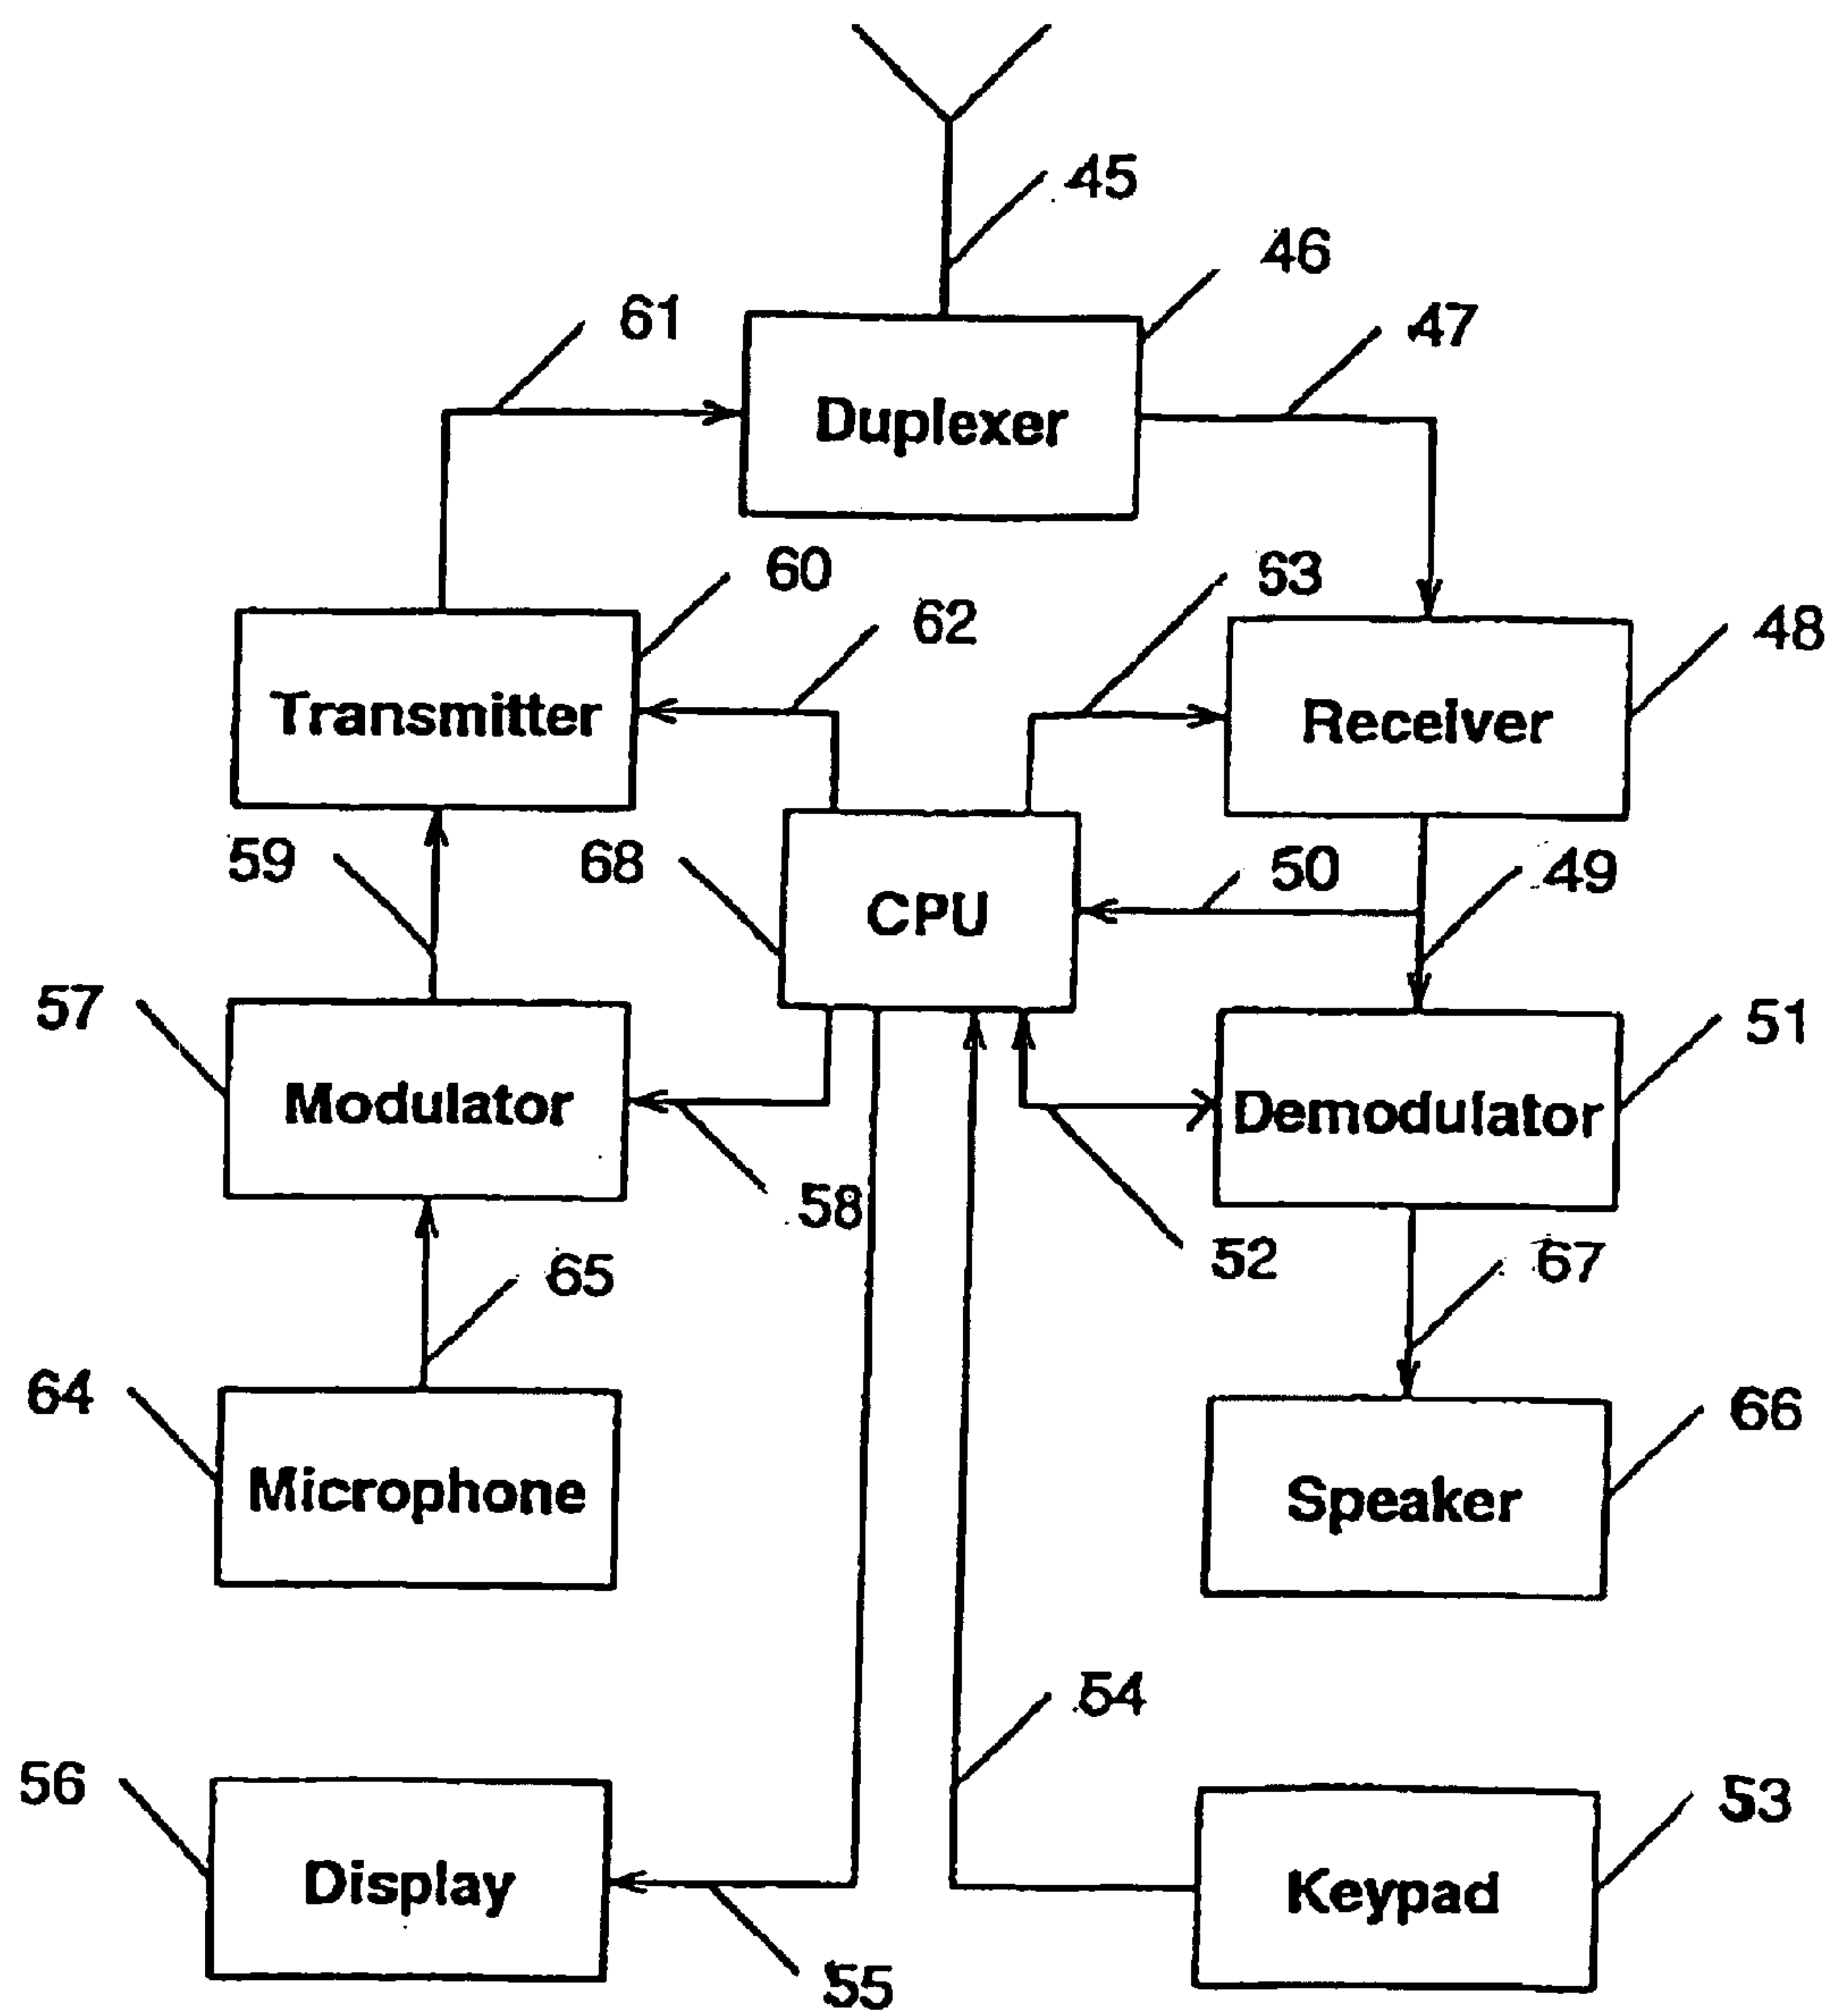 45
46
61
47
Duplexer
60
63
62
48
Transmitter
Receiver
59
68
50
49
CPU
57
51
Modulator
Demodulator
58
52
67
65
64
66
Microphone
Speaker
54
56
53
Display
Keypad
55